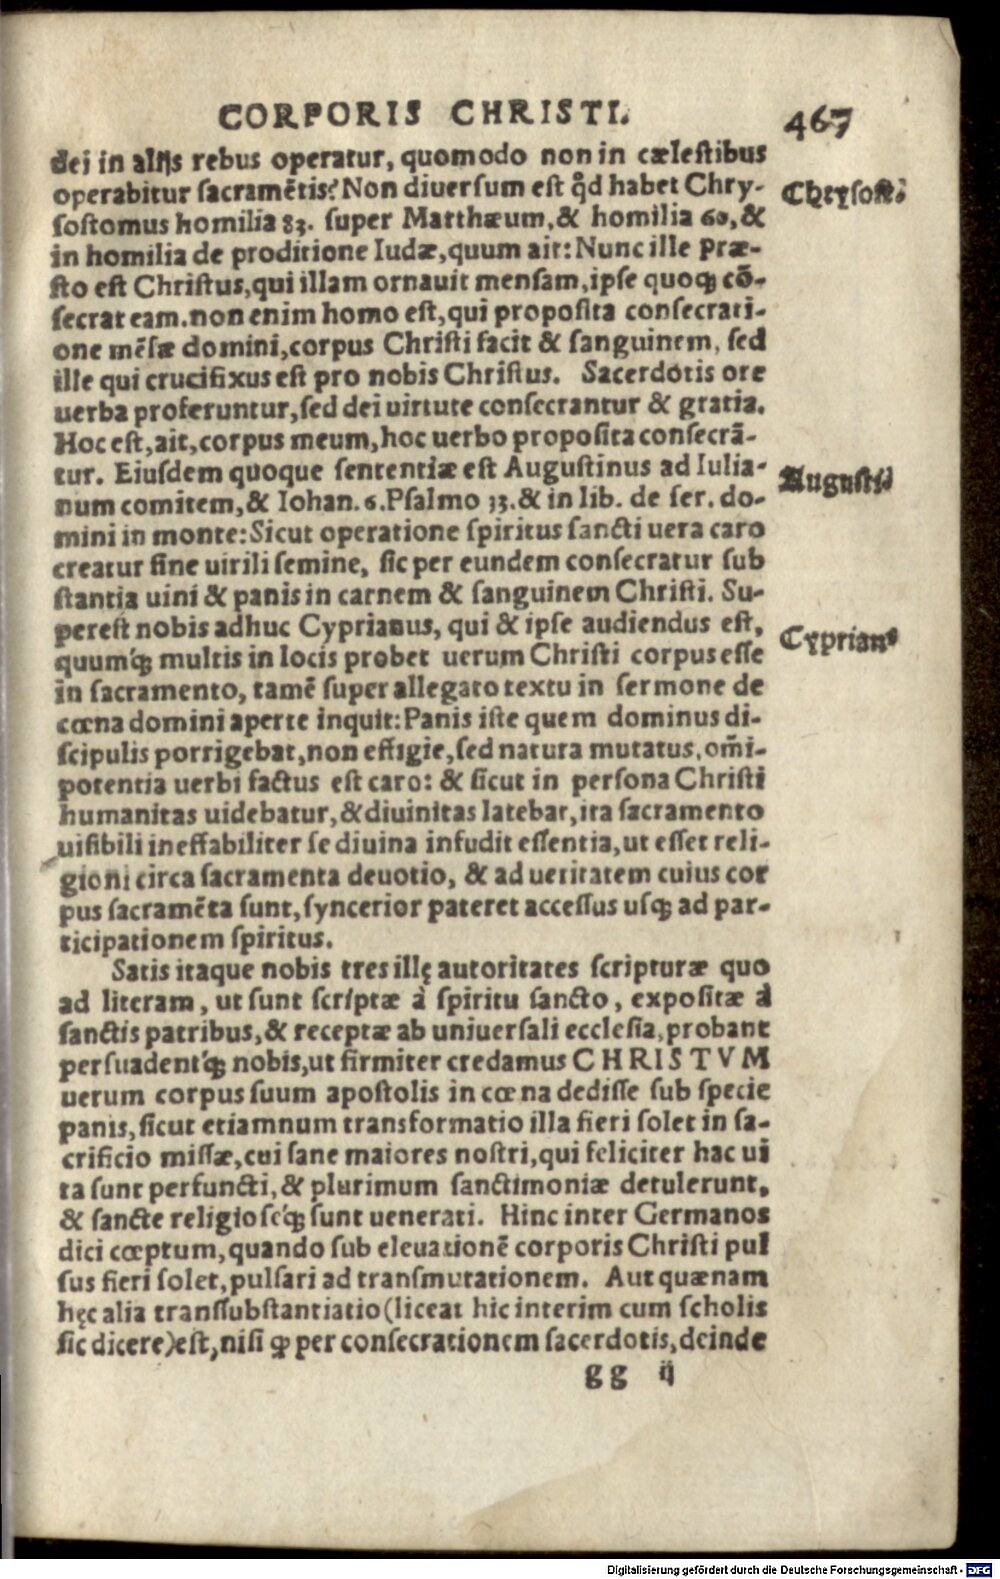 CORPORIS CHRISTI. 467
dei in alijs rebus operatur, quomodo non in cælestibus
operabitur sacramẽtis? Non diuersum est qd̉ habet Chry-
Chrysost.
sostomus homilia 83. super Matthæum, & homilia 60, &
in homilia de proditione Iudæ, quum ait: Nunc ille præ-
sto est Christus, qui illam ornauit mensam, ipse quoqꝫ cõ-
secrat eam. non enim homo est, qui proposita consecrati-
one mẽsæ domini, corpus Christi facit & sanguinem, sed
ille qui crucifixus est pro nobis Christus. Sacerdotis ore
uerba proferuntur, sed dei uirtute consecrantur & gratia.
Hoc est, ait, corpus meum, hoc uerbo proposita consecrã-
tur. Eiusdem quoque sententiæ est Augustinus ad Iulia-
Augusti
num comitem, & Iohan. 6. Psalmo 33. & in lib. de ser. do-
mini in monte: Sicut operatione spiritus sancti uera caro
creatur sine uirili semine, sic per eundem consecratur sub
stantia uini & panis in carnem & sanguinem Christi. Su-
perest nobis adhuc Cyprianus, qui & ipse audiendus est,
Cyprianꝰ
quumq́ꝫ multis in locis probet uerum Christi corpus esse
in sacramento, tamẽ super allegato textu in sermone de
cœna domini aperte inquit: Panis iste quem dominus di-
scipulis porrigebat, non effigie, sed natura mutatus, om̃i-
potentia uerbi factus est caro: & sicut in persona Christi
humanitas uidebatur, & diuinitas latebat, ita sacramento
uisibili ineffabiliter se diuina infudit essentia, ut esset reli-
gioni circa sacramenta deuotio, & ad ueritatem cuius cor
pus sacramẽta sunt, syncerior pateret accessus usqꝫ ad par-
ticipationem spiritus.
Satis itaque nobis tres illę autoritates scripturæ quo
ad literam, ut sunt scriptæ à spiritu sancto, expositæ à
sanctis patribus, & receptæ ab uniuersali ecclesia, probant
persuadentq́ꝫ nobis, ut firmiter credamus CHRISTVM
uerum corpus suum apostolis in cœna dedisse sub specie
panis, sicut etiamnum transformatio illa fieri solet in sa-
crificio missæ, cui sane maiores nostri, qui feliciter hac ui
ta sunt perfuncti, & plurimum sanctimoniæ detulerunt,
& sancte religioseq́ꝫ sunt uenerati. Hinc inter Germanos
dici cœptum, quando sub eleuationẽ corporis Christi pul
sus fieri solet, pulsari ad transmutationem. Aut quænam
hęc alia transsubstantiatio (liceat hic interim cum scholis
sic dicere) est, nisi ꝙ per consecrationem sacerdotis, deinde
gg ij
Digitalisierung gefördert durch die Deutsche Forschungsgemeinschaft - DFG